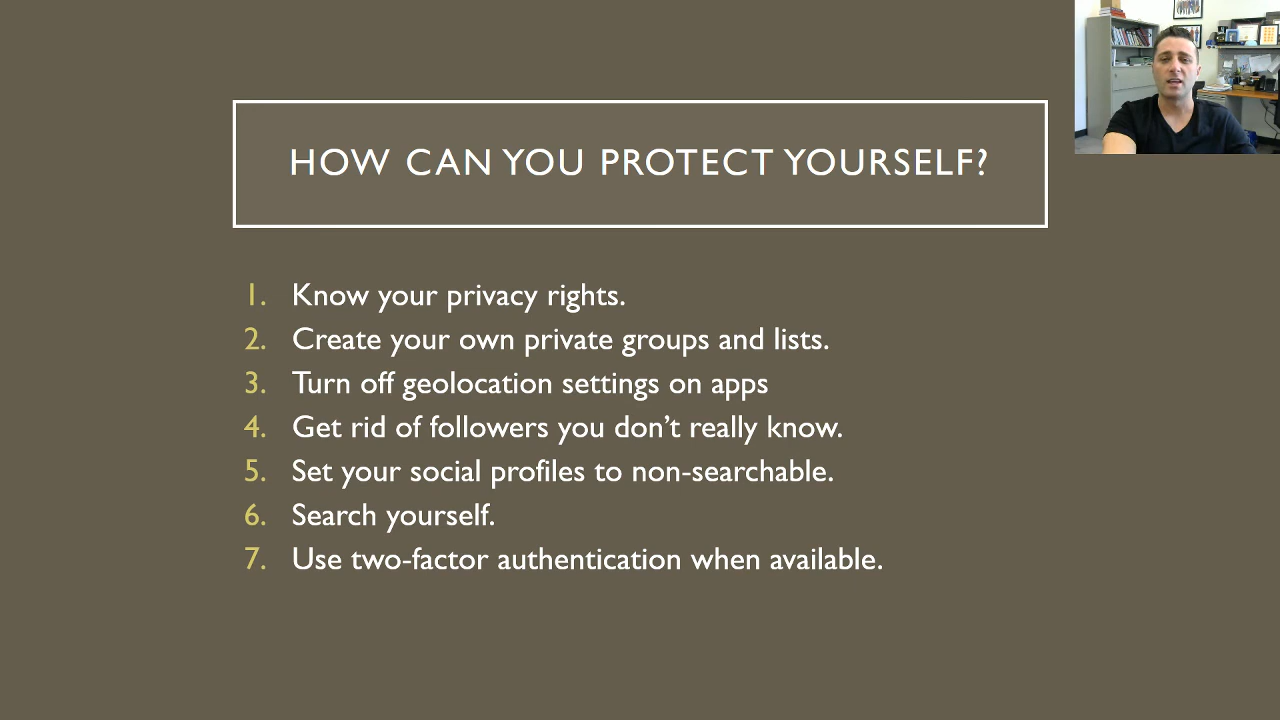 HOW CAN YOU PROTECT YOURSELF?
1. Know your privacy rights.
2. Create your own private groups and lists.
3. Turn off geolocation settings on apps
4. Get rid of followers you don’t really know.
5. Set your social profiles to non-searchable.
6. Search yourself.
7. Use two-factor authentication when available.